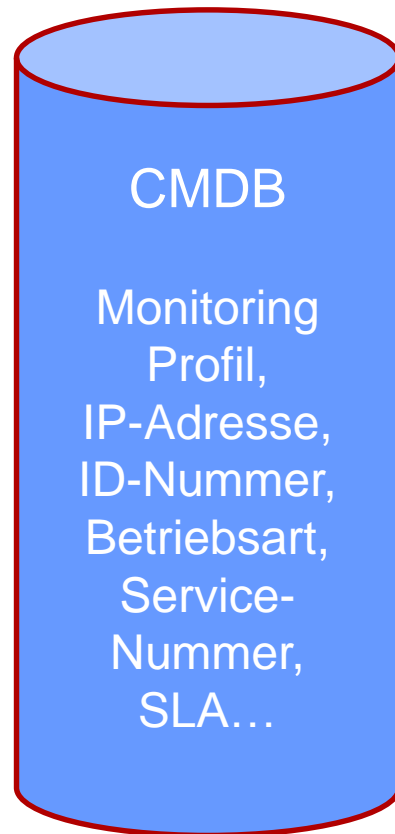 CMDB
Monitoring
Profil,
IP-Adresse,
ID-Nummer,
Betriebsart,
Service-
Nummer,
SLA…